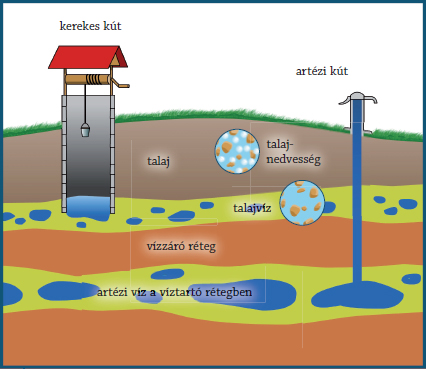 kerekes kút
artézi kút
talaj
talaj-
nedvesség
talajvíz
vízzáró réteg
artézi víz a víztartó rétegben